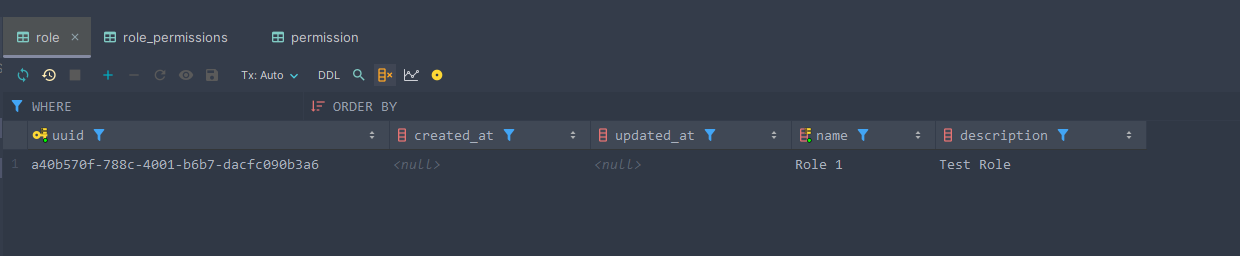 role × role_permissions permission
Tx: Auto DDL
WHERE ORDER BY
uuid created_at updated_at name description
1 a40b570f-788c-4001-b6b7-dacfc090b3a6 <null> <null> Role 1 Test Role